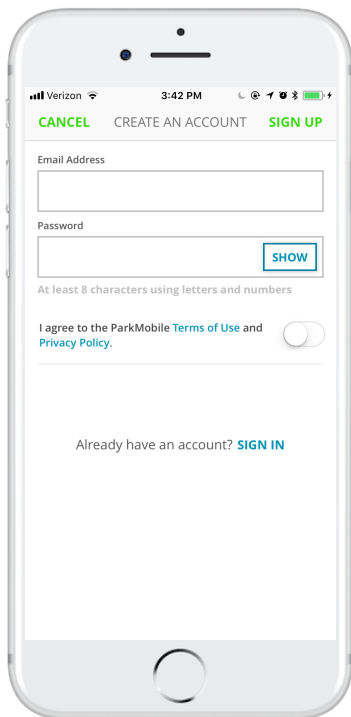 Verizon 3:42 PM
CANCEL CREATE AN ACCOUNT SIGN UP
Email Address
Password
SHOW
At least 8 characters using letters and numbers
I agree to the ParkMobile Terms of Use and
Privacy Policy.
Already have an account? SIGN IN